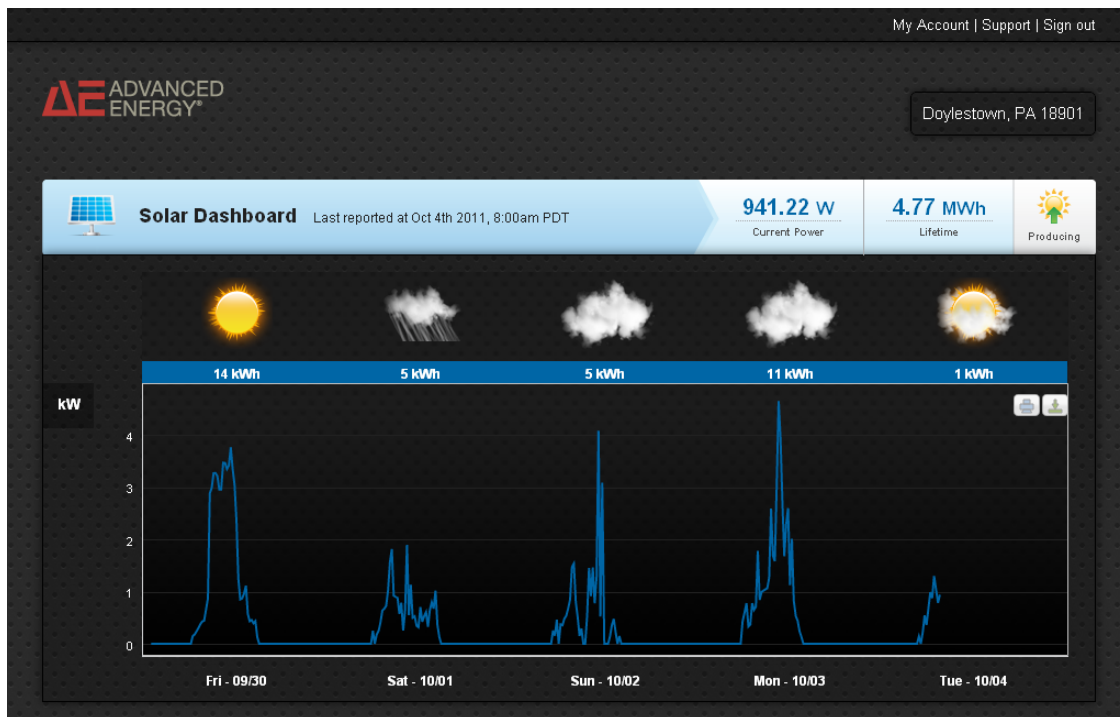 My Account | Support | Sign out
ADVANCED
ENERGY®
Doylestown, PA 18901
Solar Dashboard Last reported at Oct 4th 2011, 8:00am PDT
941.22 W
Current Power
4.77 MWh
Lifetime
Producing
14 kWh 5 kWh 5 kWh 11 kWh 1 kWh
kW
4
3
2
1
0
Fri - 09/30 Sat - 10/01 Sun - 10/02 Mon - 10/03 Tue - 10/04